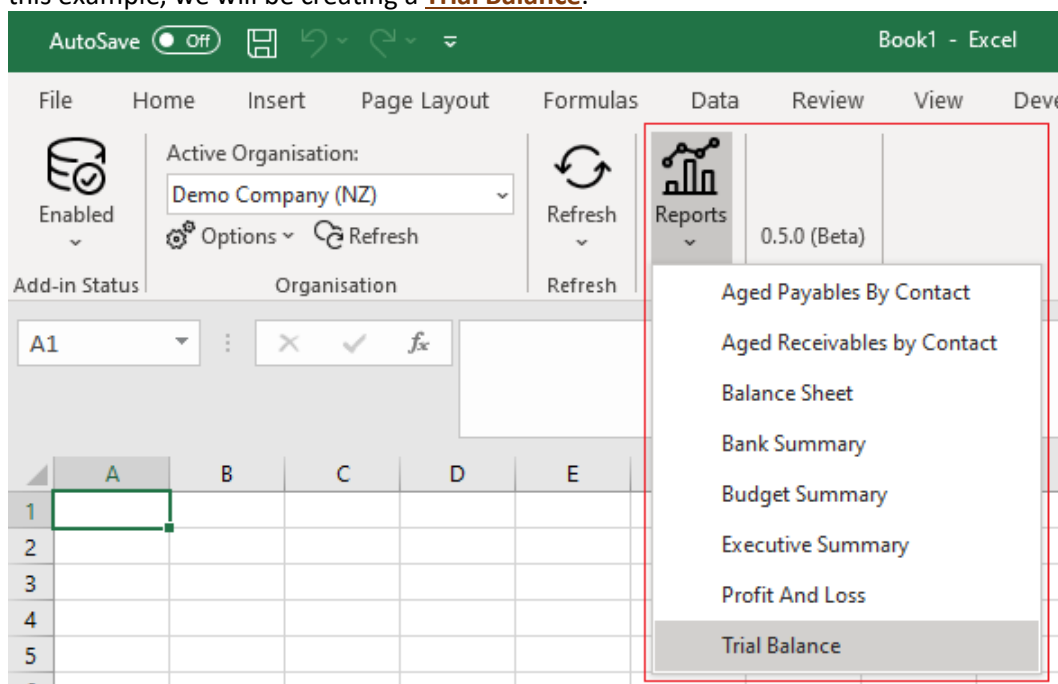 this example, we will be creating a Trial Balance.
AutoSave Off Book1 - Excel
File Home Insert Page Layout Formulas Data Review View Deve
Active Organisation:
Demo Company (NZ)
Enabled
Options Refresh
Refresh
Reports
0.5.0 (Beta)
Add-in Status Organisation Refresh
Aged Payables By Contact
Aged Receivables by Contact
Balance Sheet
Bank Summary
Budget Summary
Executive Summary
Profit And Loss
Trial Balance
A1 fx
A B C D E
1
2
3
4
5